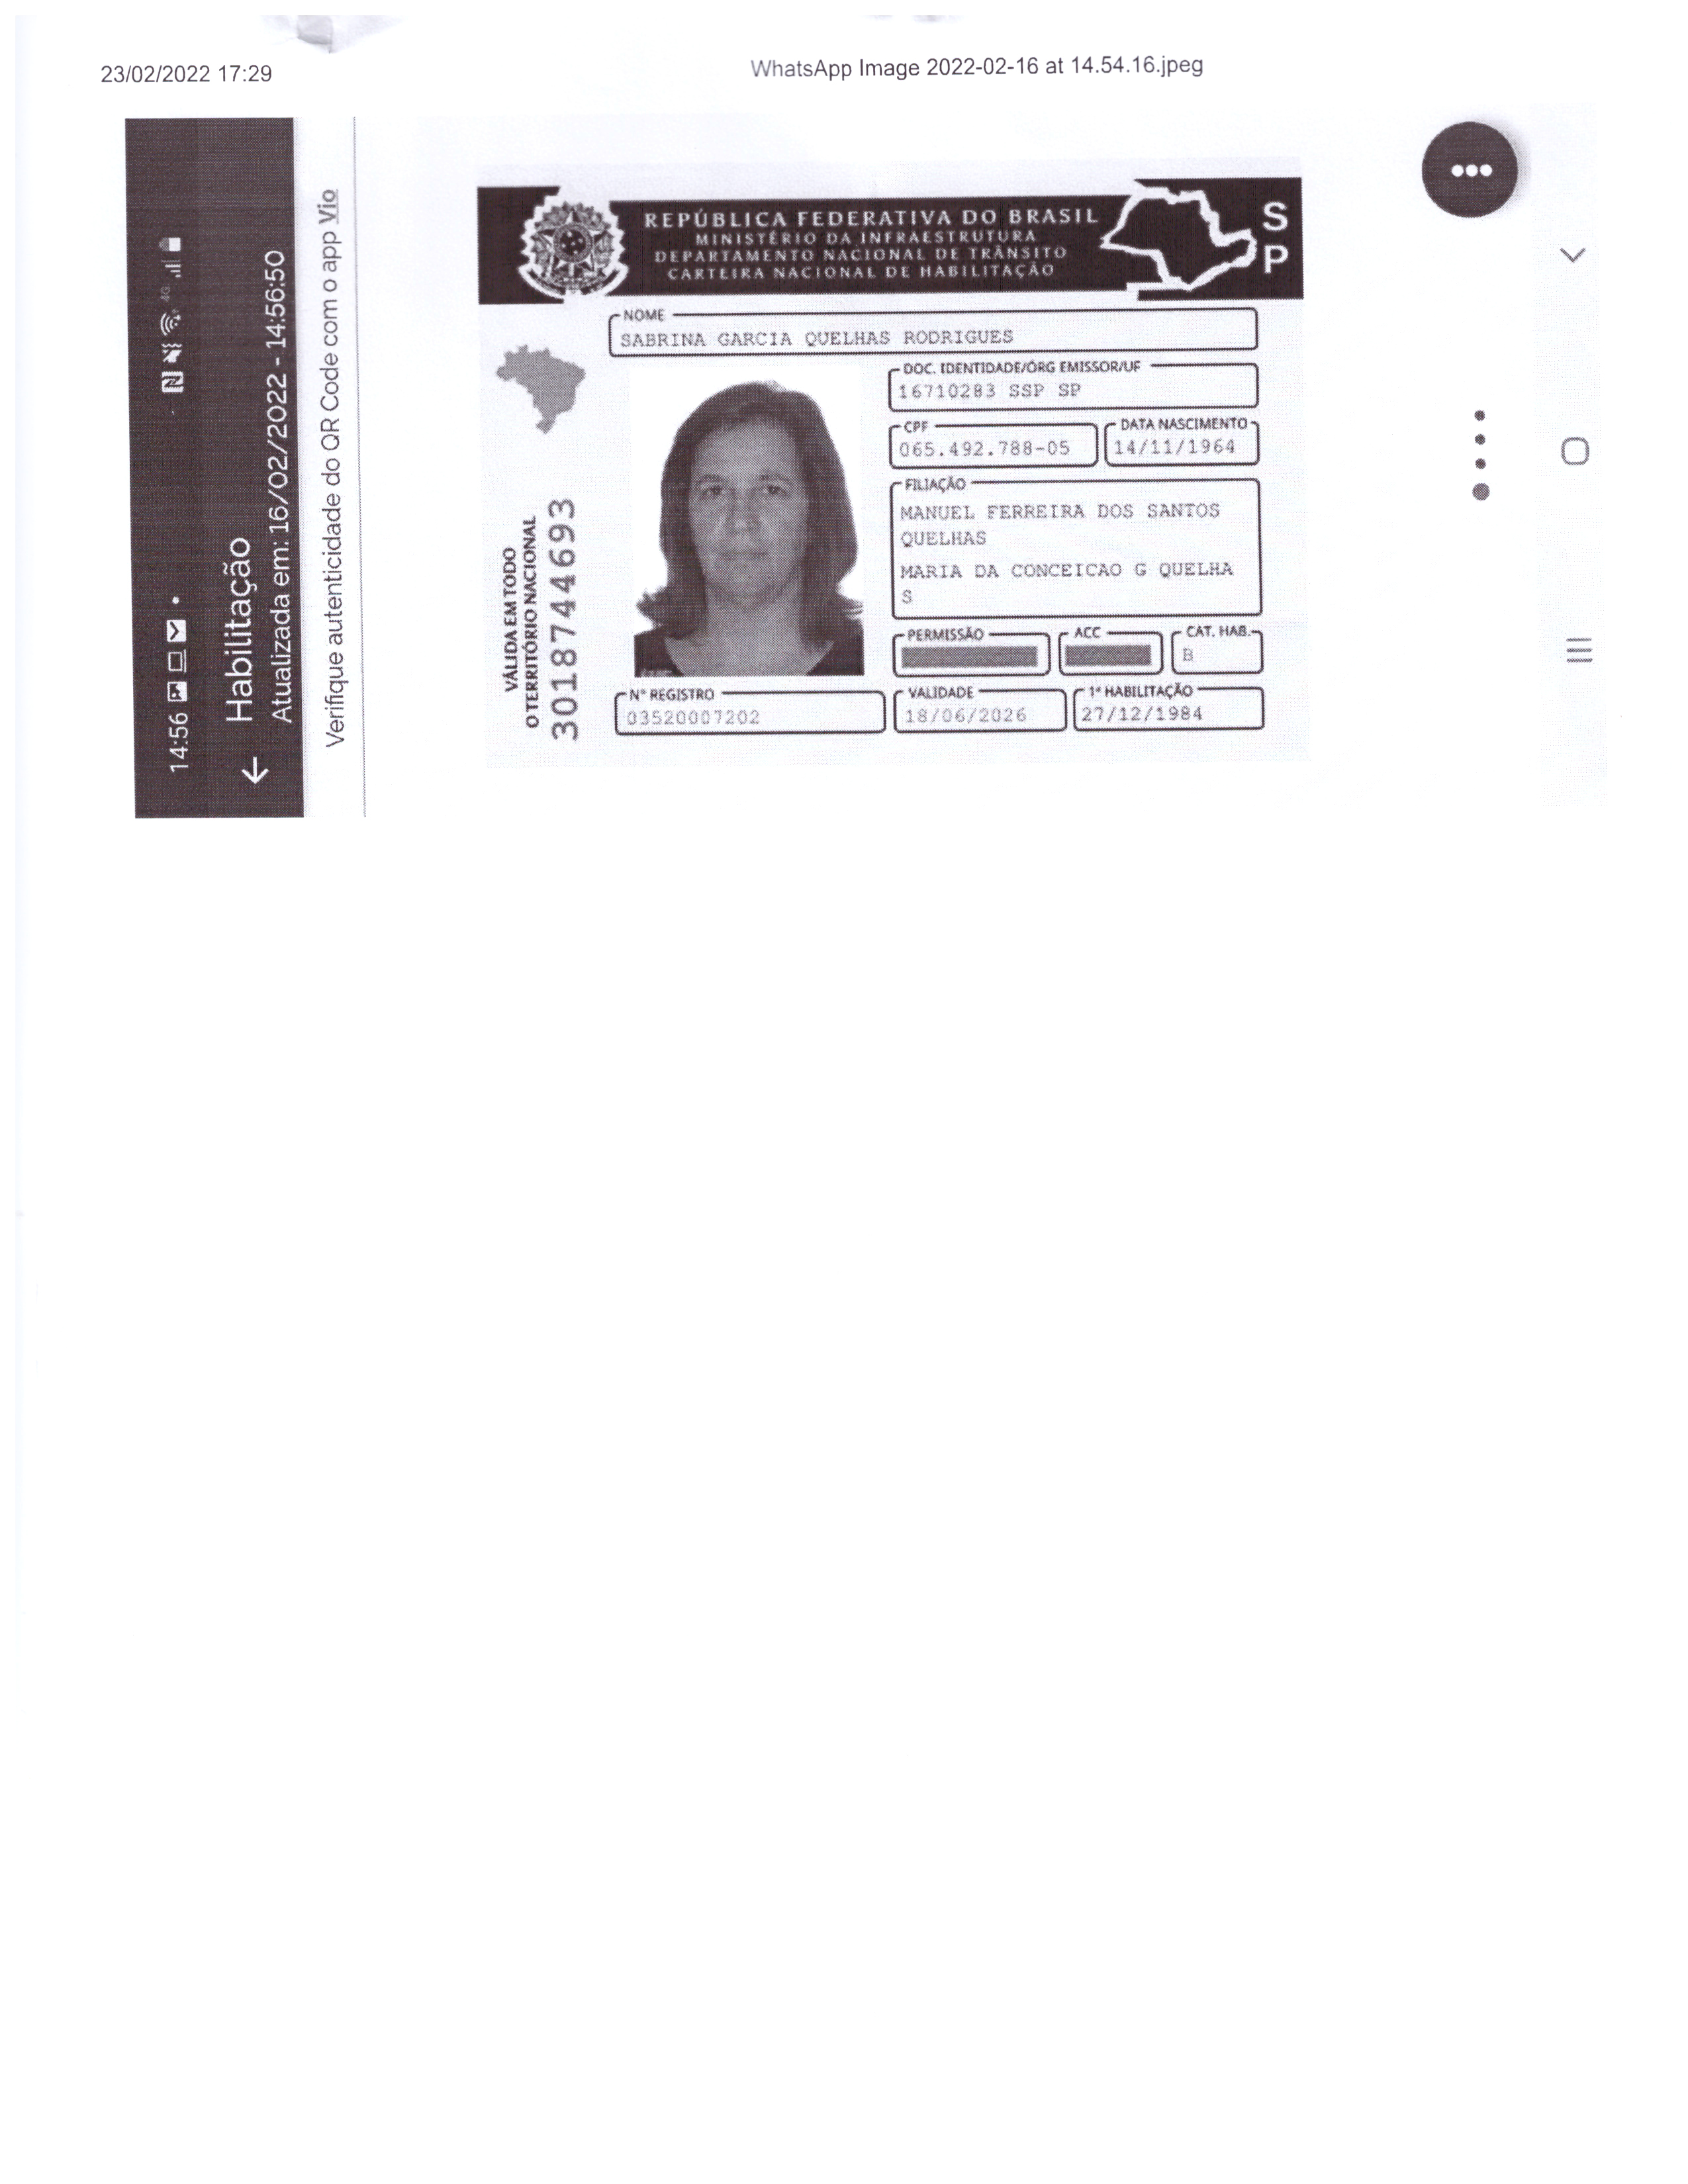 23/02/2022 17:29
WhatsApp Image 2022-02-16 at 14.54.16.jpeg
14:56
4G
Habilitação
Atualizada em: 16/02/2022 - 14:56:50
Verifique autenticidade do QR Code com o app Vio
REPÚBLICA FEDERATIVA DO BRASIL
MINISTÉRIO DA INFRAESTRUTURA
DEPARTAMENTO NACIONAL DE TRÂNSITO
CARTEIRA NACIONAL DE HABILITAÇÃO
SP
NOME
SABRINA GARCIA QUELHAS RODRIGUES
DOC. IDENTIDADE/ÓRG EMISSOR/UF
16710283 SSP SP
CPF
065.492.788-05
DATA NASCIMENTO
14/11/1964
FILIAÇÃO
MANUEL FERREIRA DOS SANTOS
QUELHAS
MARIA DA CONCEICAO G QUELHA
S
PERMISSÃO
ACC
CAT. HAB.
B
Nº REGISTRO
03520007202
VALIDADE
18/06/2026
1ª HABILITAÇÃO
27/12/1984
VÁLIDA EM TODO
O TERRITÓRIO NACIONAL
3018744693